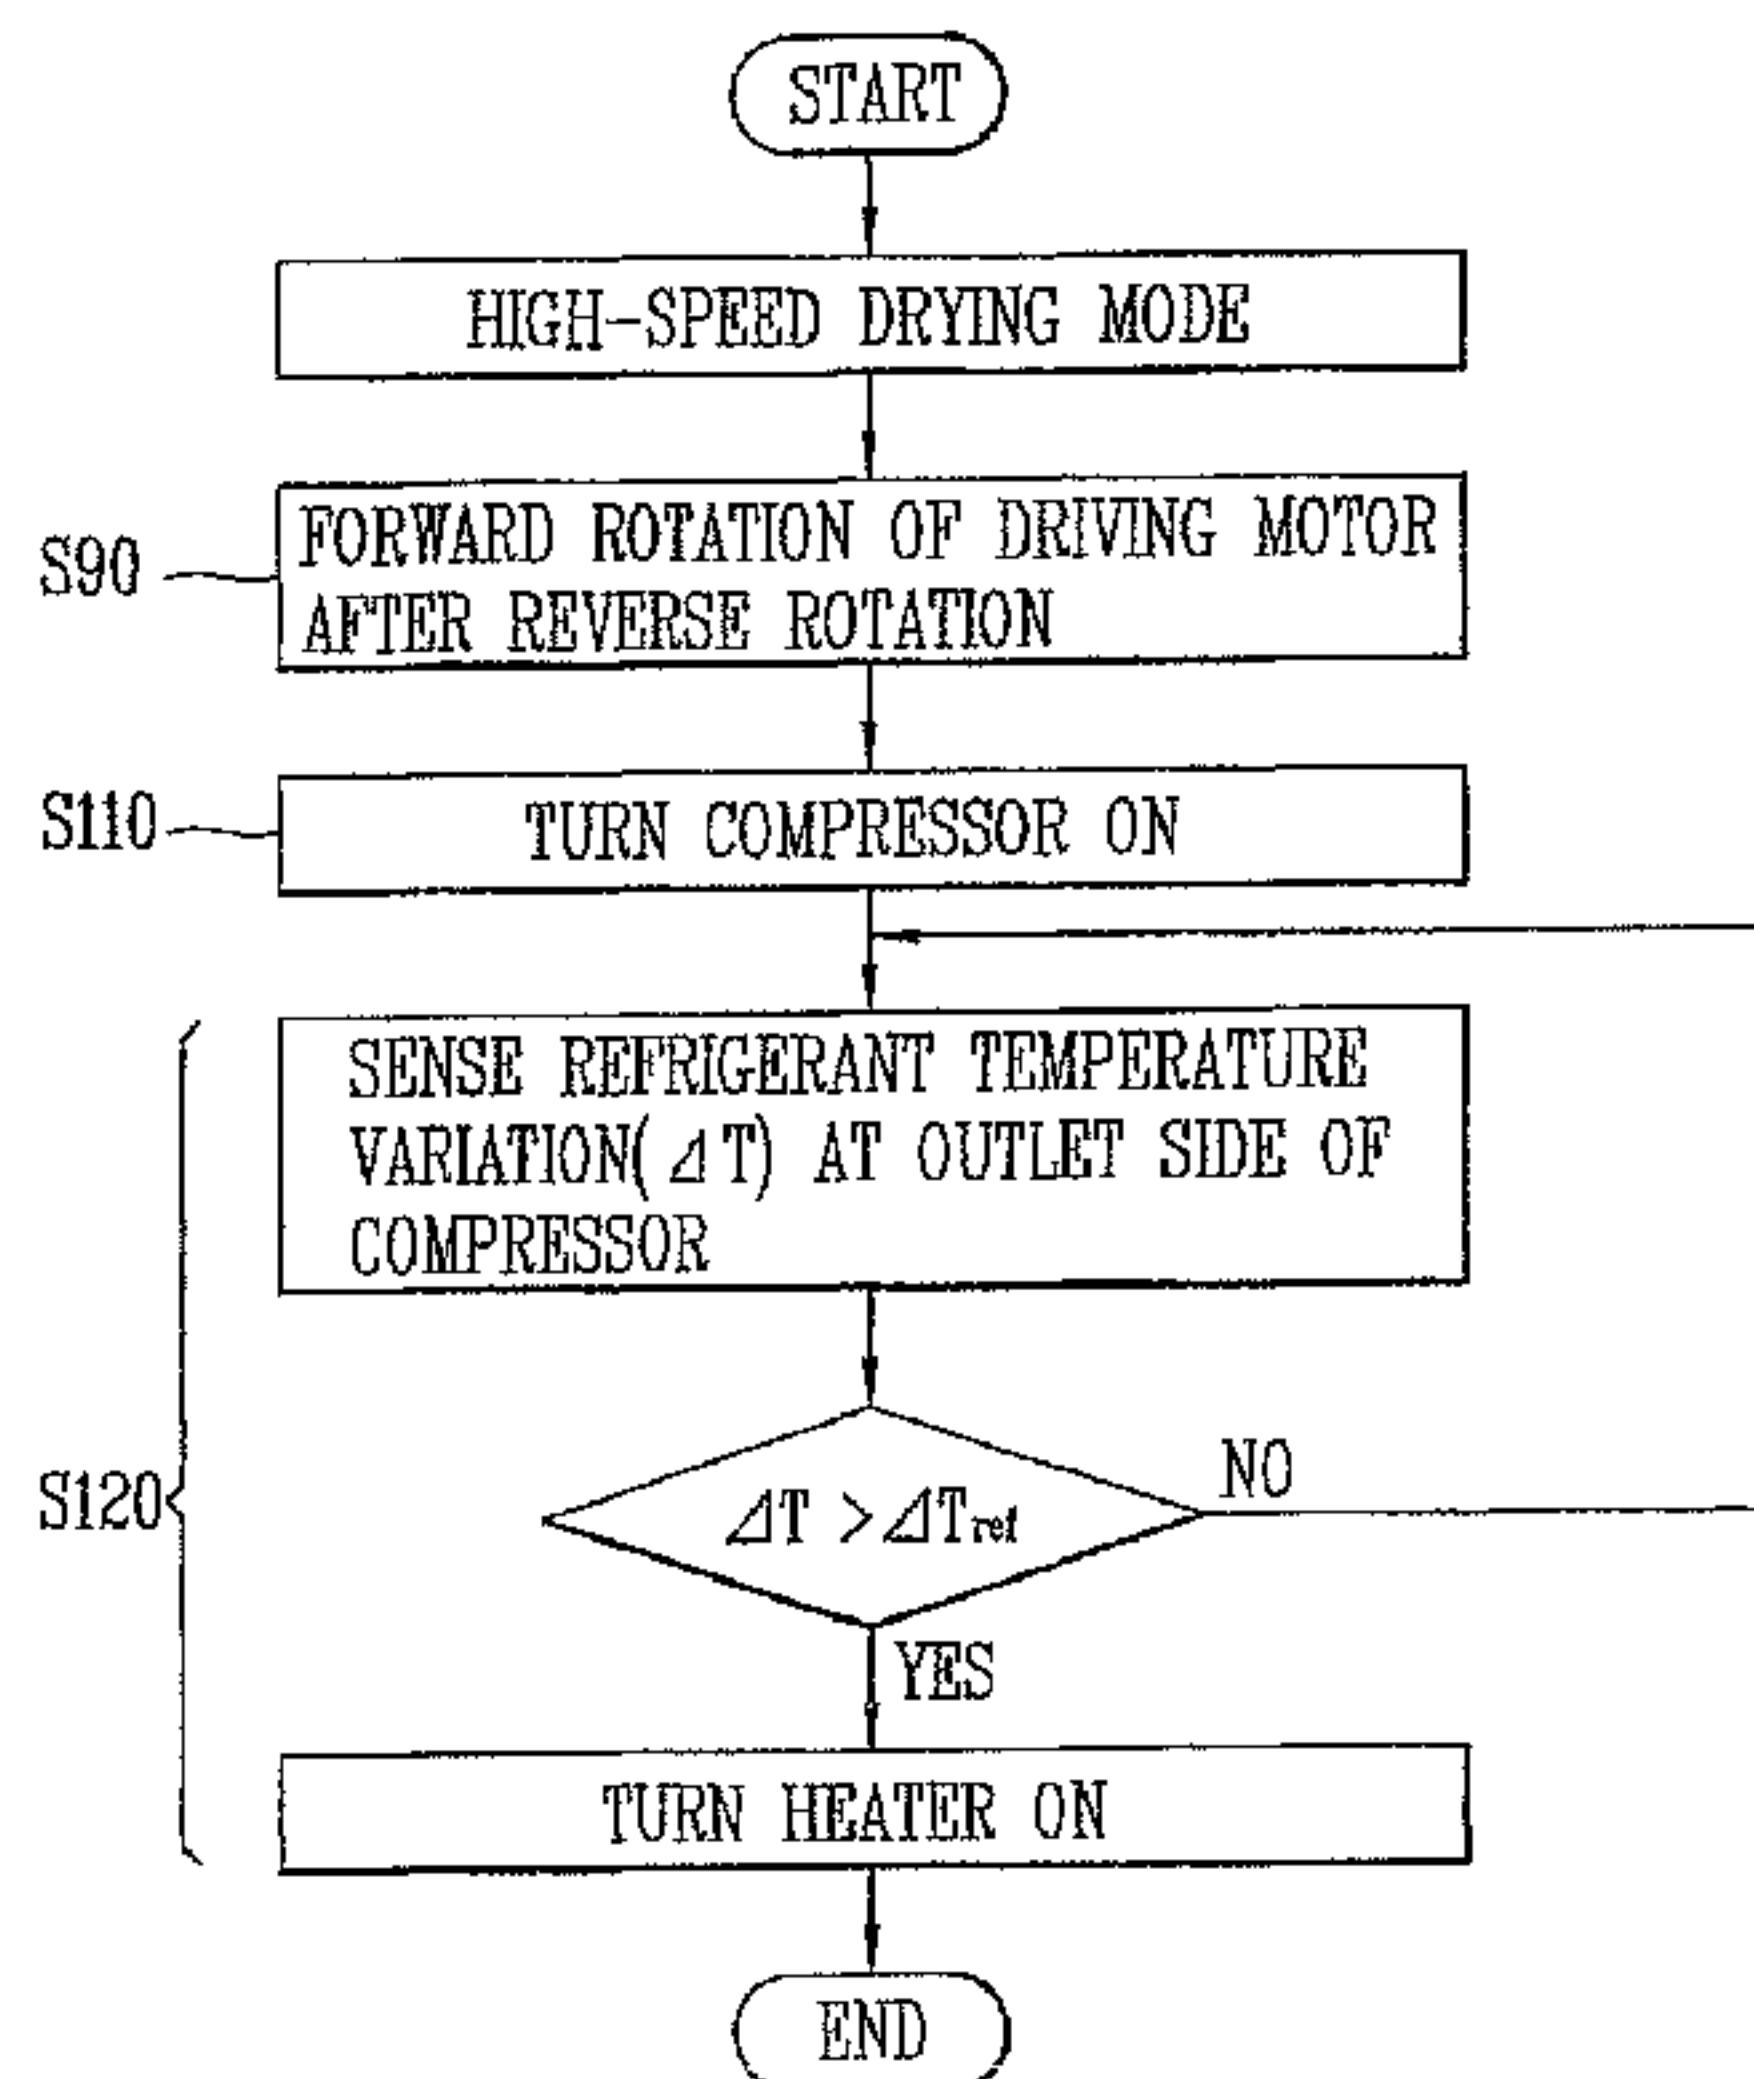 START
HIGH-SPEED DRYING MODE
S90
FORWARD ROTATION OF DRIVING MOTOR
AFTER REVERSE ROTATION
S110
TURN COMPRESSOR ON
SENSE REFRIGERANT TEMPERATURE
VARIATION(⊿T) AT OUTLET SIDE OF
COMPRESSOR
S120
⊿T > ⊿Tref
NO
YES
TURN HEATER ON
END